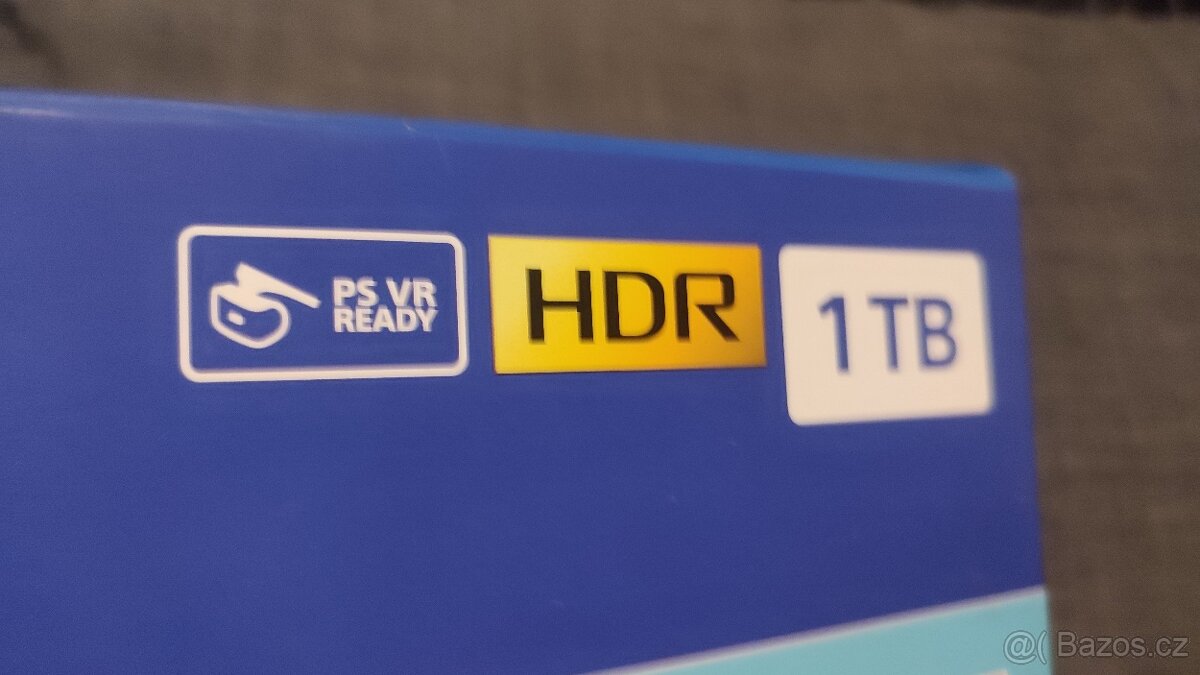 PS VR
READY
HDR
1 TB
@( Bazos.cz